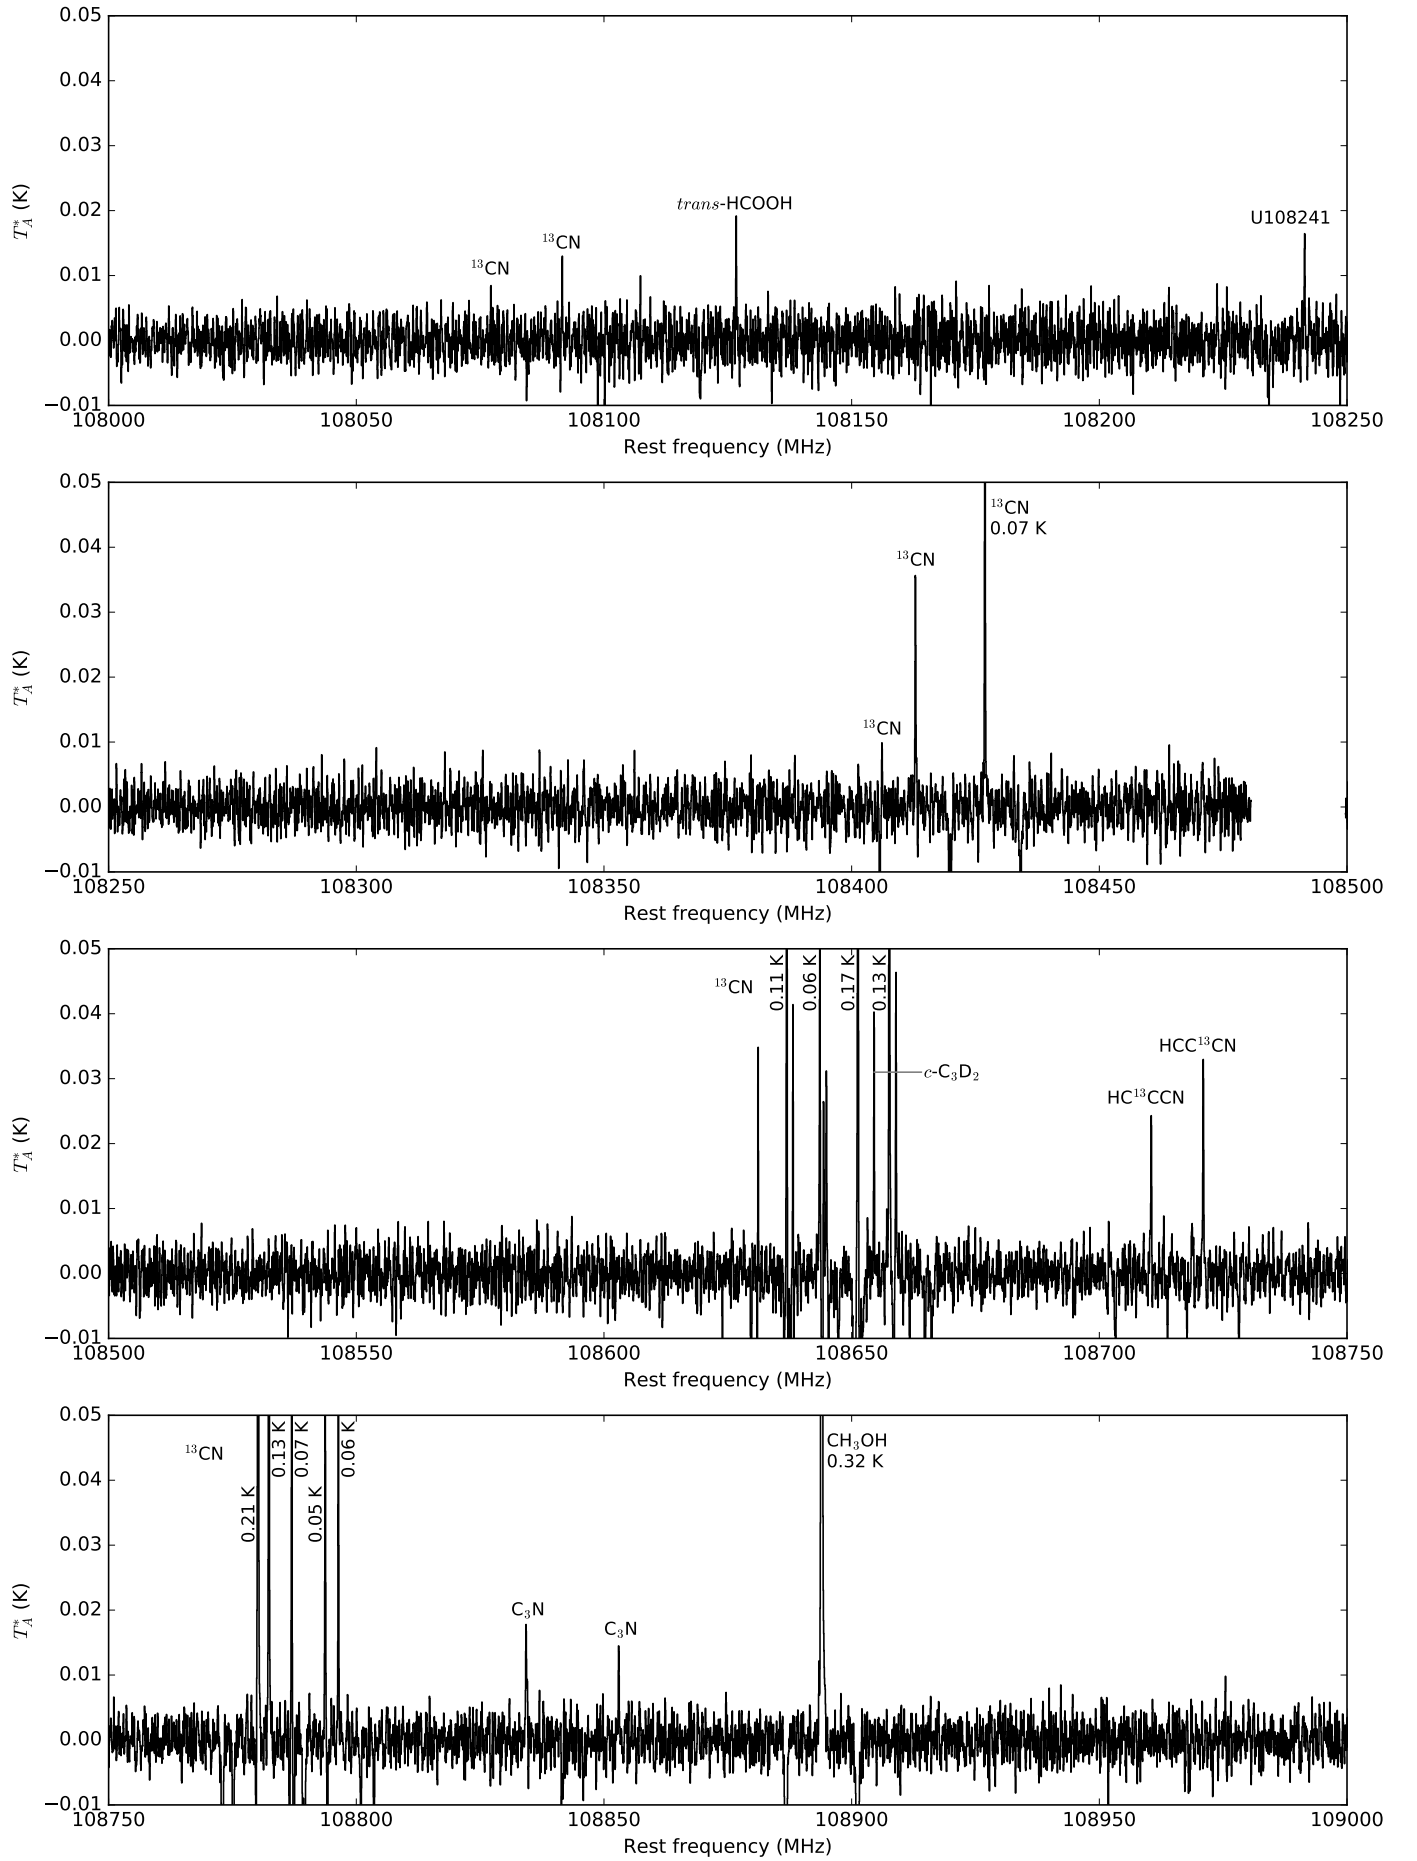 0.05
0.04
0.03
0.02
0.01
0.00
−0.01
T*A (K)
13CN
13CN
trans-HCOOH
U108241
108000 108050 108100 108150 108200 108250
Rest frequency (MHz)
0.05
0.04
0.03
0.02
0.01
0.00
−0.01
T*A (K)
13CN
0.07 K
13CN
13CN
108250 108300 108350 108400 108450 108500
Rest frequency (MHz)
0.05
0.04
0.03
0.02
0.01
0.00
−0.01
T*A (K)
13CN
0.11 K
0.06 K
0.17 K
0.13 K
c-C3D2
HC13CCN
HCC13CN
108500 108550 108600 108650 108700 108750
Rest frequency (MHz)
0.05
0.04
0.03
0.02
0.01
0.00
−0.01
T*A (K)
13CN
0.21 K
0.13 K
0.07 K
0.05 K
0.06 K
C3N
C3N
CH3OH
0.32 K
108750 108800 108850 108900 108950 109000
Rest frequency (MHz)